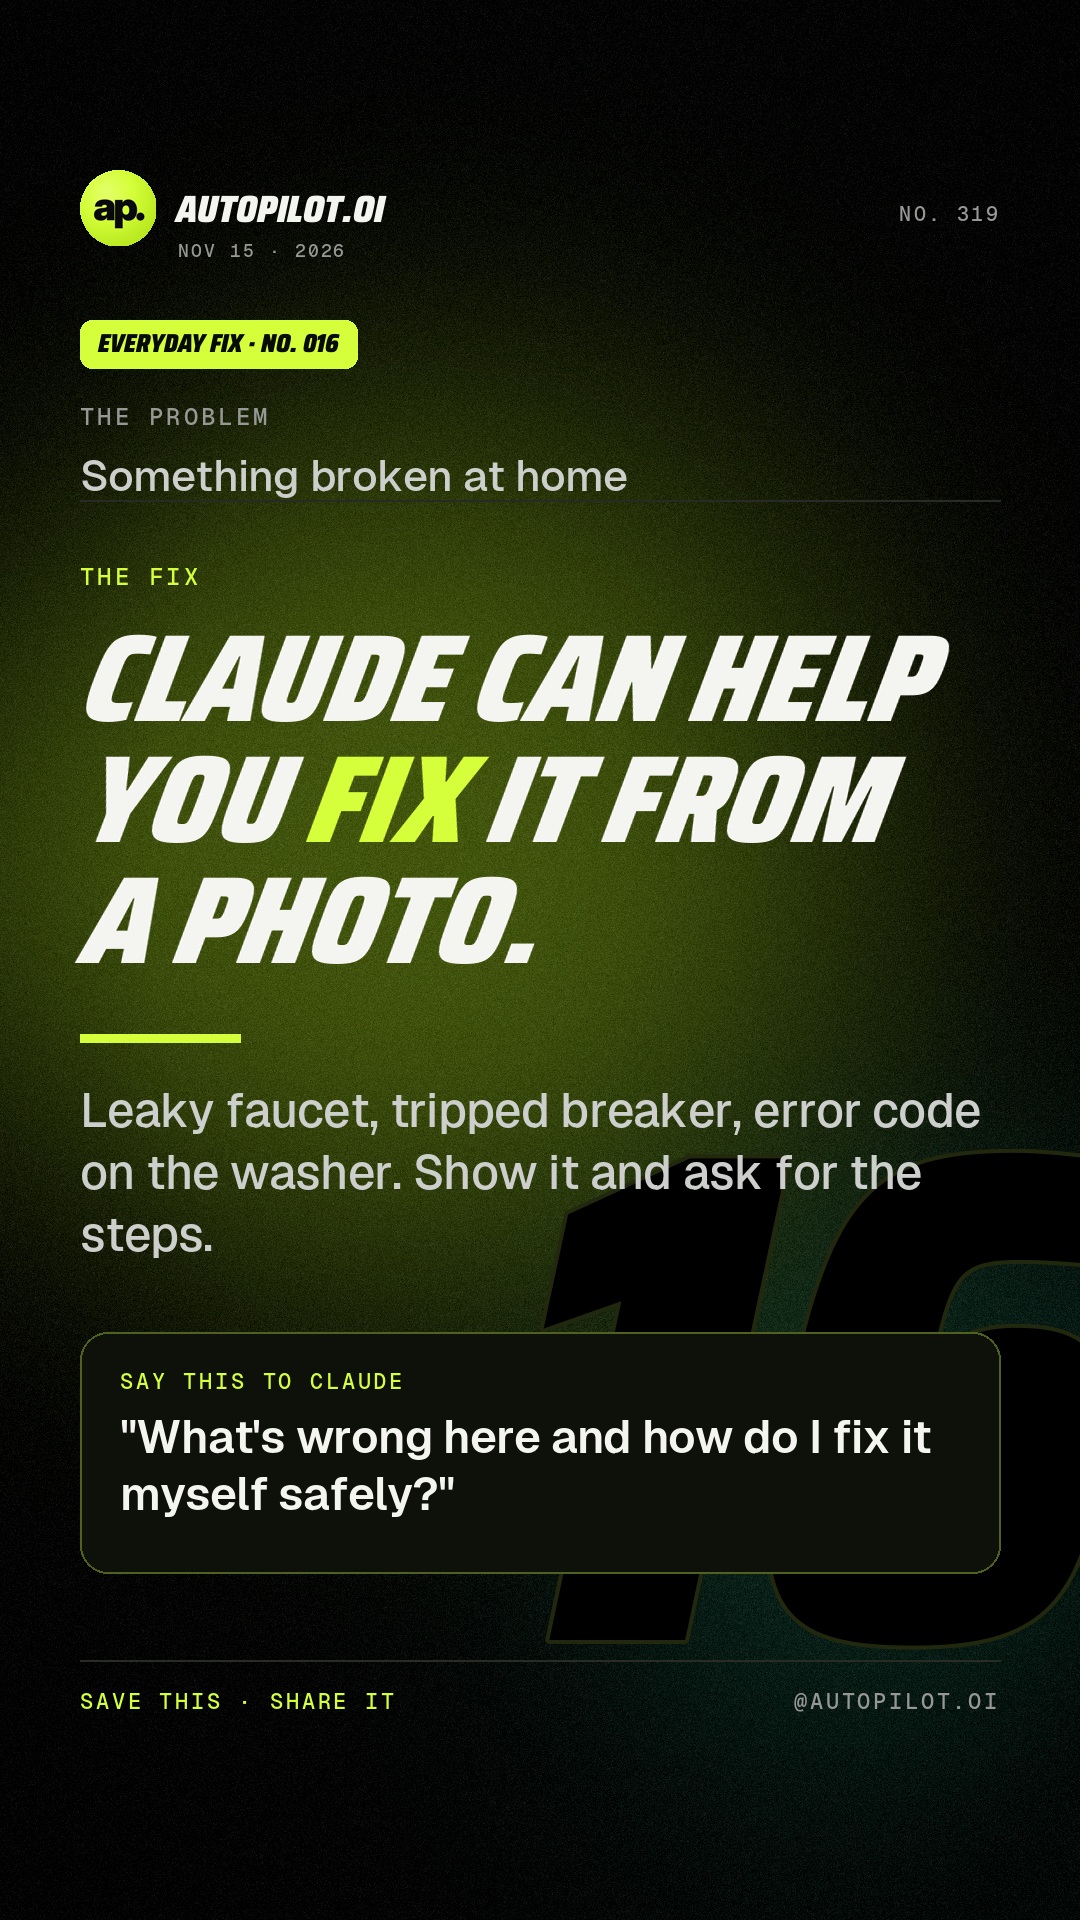 ap.
AUTOPILOT.OI
NOV 15 · 2026
NO. 319
EVERYDAY FIX · NO. 016
THE PROBLEM
Something broken at home
THE FIX
CLAUDE CAN HELP
YOU FIX IT FROM
A PHOTO.
Leaky faucet, tripped breaker, error code
on the washer. Show it and ask for the
steps.
16
SAY THIS TO CLAUDE
"What's wrong here and how do I fix it
myself safely?"
SAVE THIS · SHARE IT
@AUTOPILOT.OI